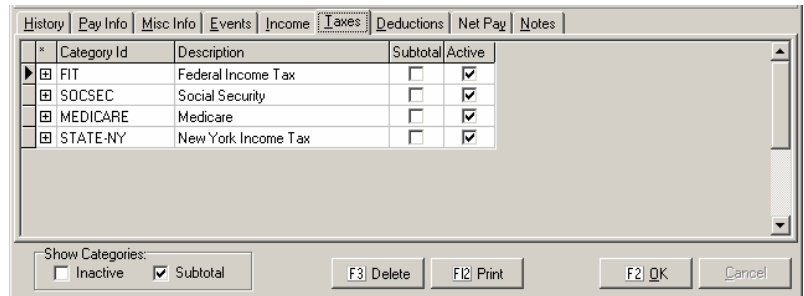 History Pay Info Misc Info Events Income Taxes Deductions Net Pay Notes
* Category Id Description Subtotal Active
FIT Federal Income Tax
SOCSEC Social Security
MEDICARE Medicare
STATE-NY New York Income Tax
Show Categories:
Inactive Subtotal F3 Delete F12 Print F2 OK Cancel